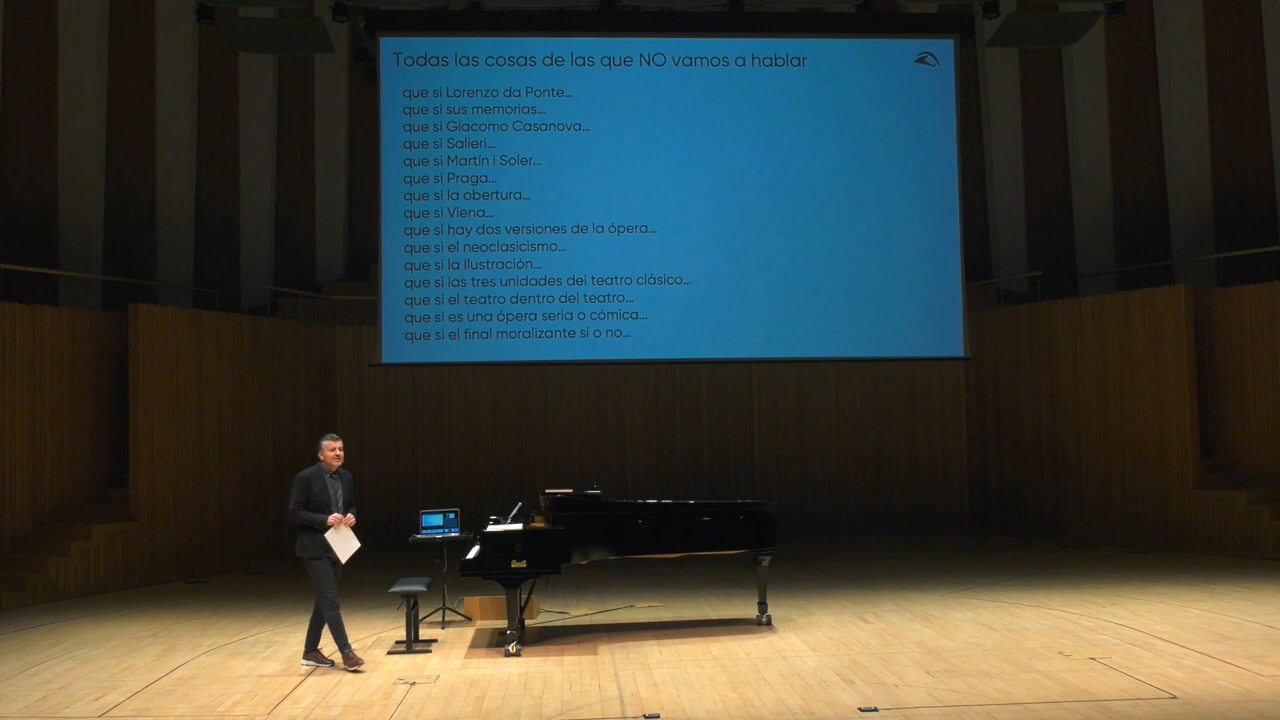 Todas las cosas de las que NO vamos a hablar
que si Lorenzo da Ponte...
que si sus memorias...
que si Giacomo Casanova...
que si Salieri...
que si Martín i Soler...
que si Praga...
que si la obertura...
que si Viena...
que si hay dos versiones de la ópera...
que si el neoclasicismo...
que si la Ilustración...
que si las tres unidades del teatro clásico...
que si el teatro dentro del teatro...
que si es una ópera seria o cómica...
que si el final moralizante si o no...